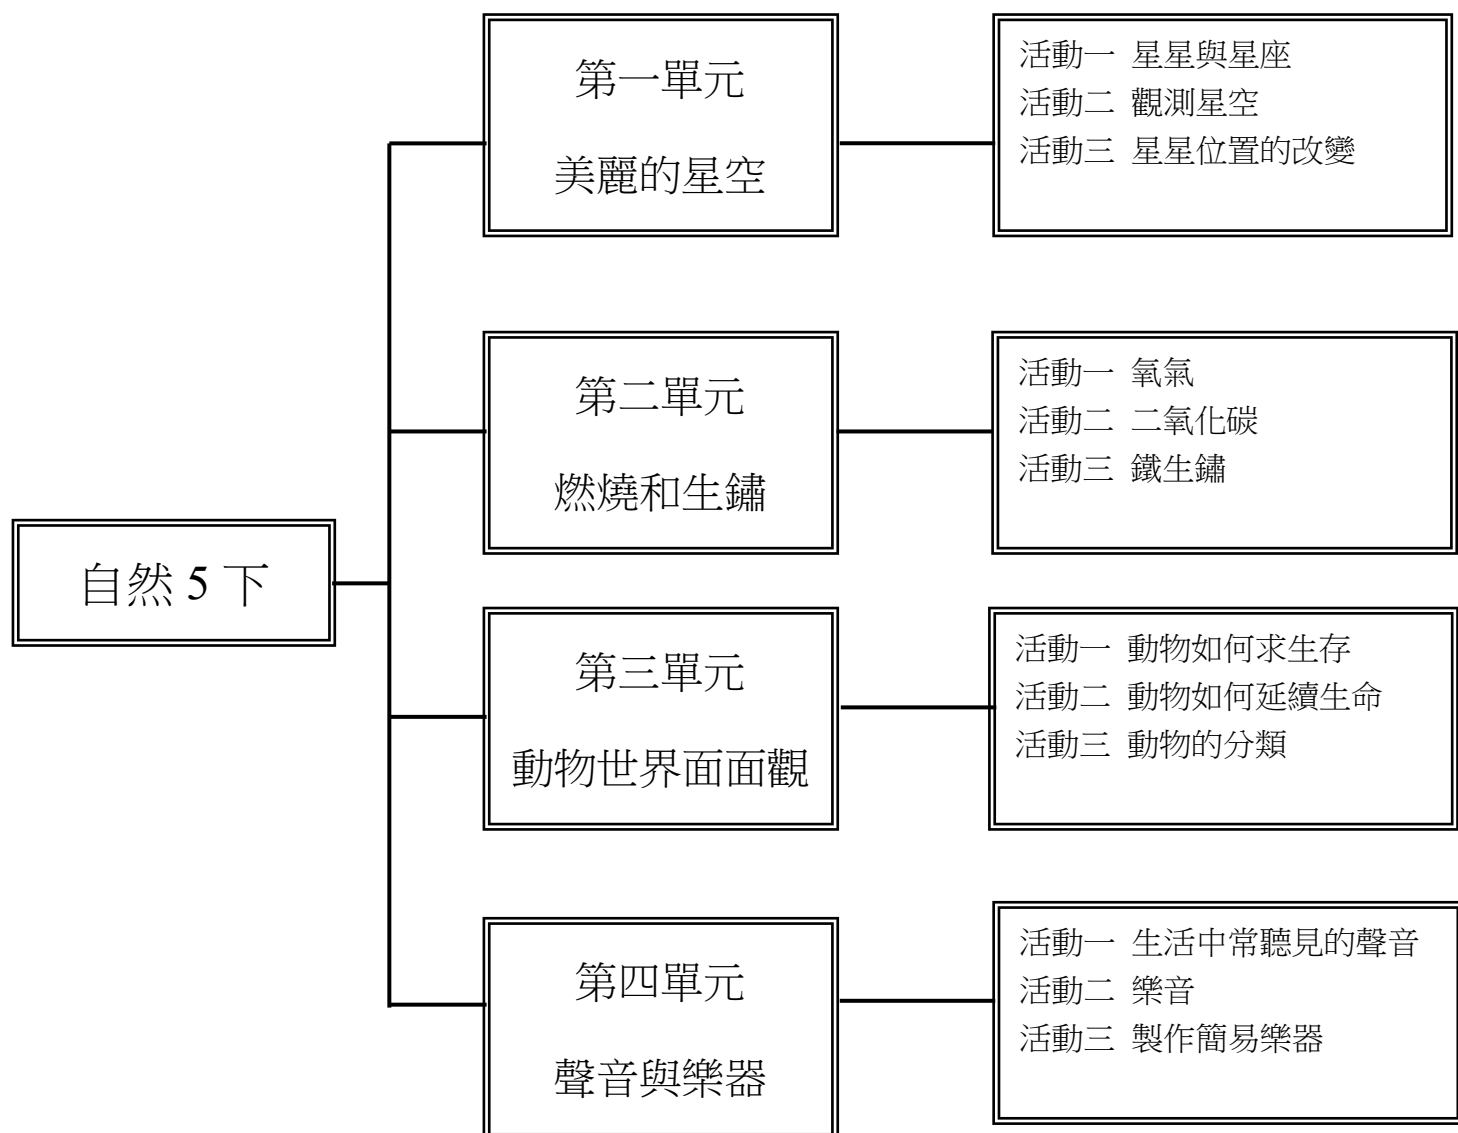 自然 5 下
第一單元
美麗的星空
活動一 星星與星座
活動二 觀測星空
活動三 星星位置的改變
第二單元
燃燒和生鏽
活動一 氧氣
活動二 二氧化碳
活動三 鐵生鏽
第三單元
動物世界面面觀
活動一 動物如何求生存
活動二 動物如何延續生命
活動三 動物的分類
第四單元
聲音與樂器
活動一 生活中常聽見的聲音
活動二 樂音
活動三 製作簡易樂器